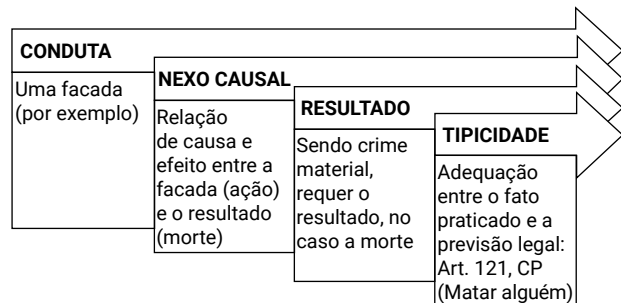 CONDUTA
Uma facada
(por exemplo)
NEXO CAUSAL
Relação
de causa e
efeito entre a
facada (ação)
e o resultado
(morte)
RESULTADO
Sendo crime
material,
requer o
resultado, no
caso a morte
TIPICIDADE
Adequação
entre o fato
praticado e a
previsão legal:
Art. 121, CP
(Matar alguém)